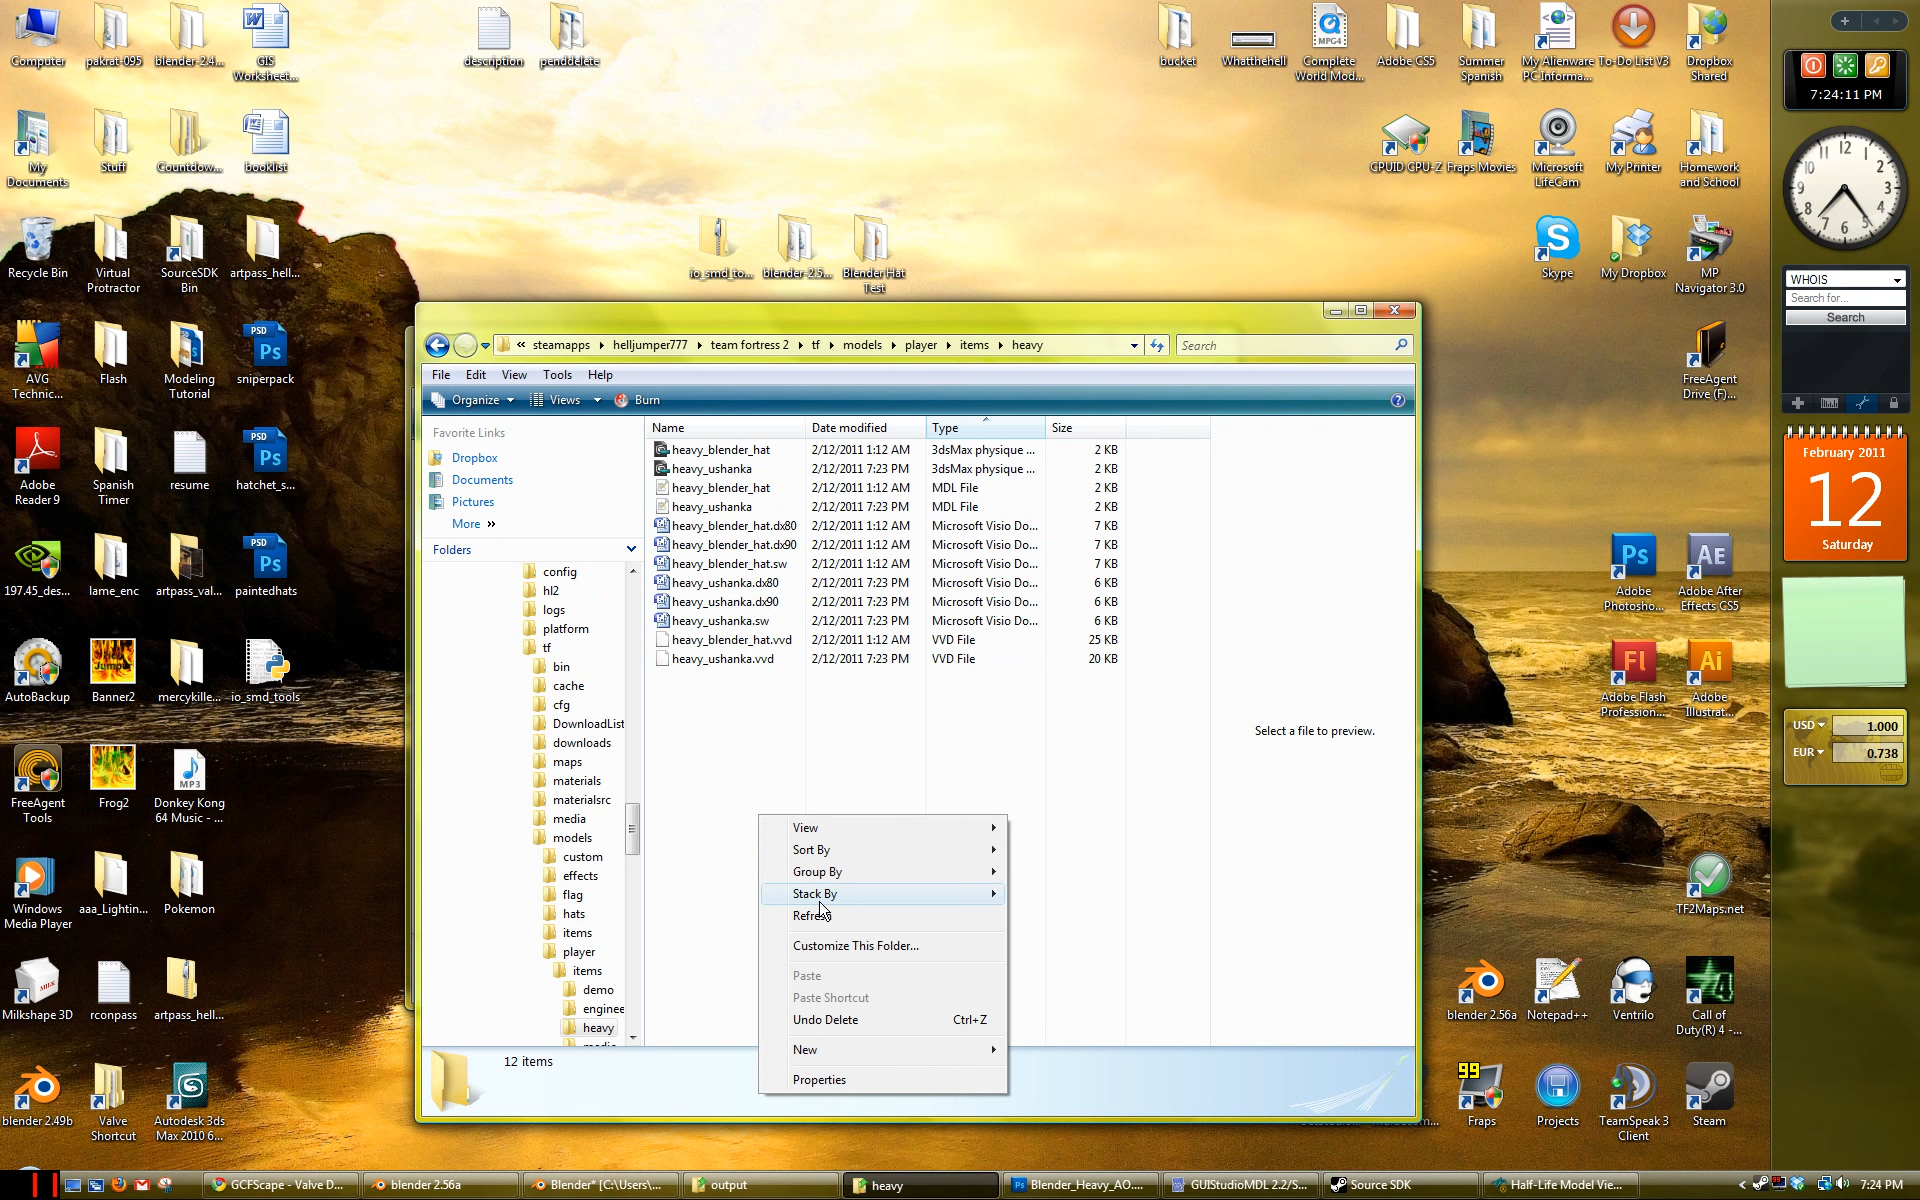 Computer
pakrat-095
blender-2.4...
GIS Worksheet...
description
penddelete
bucket
Whatthehell
Complete World Mod...
Adobe CS5
Summer Spanish
My Alienware PC Informa...
To-Do List V3
Dropbox Shared
7:24:11 PM
My Documents
Stuff
Countdow...
booklist
CPUID CPU-Z
Fraps Movies
Microsoft LifeCam
My Printer
Homework and School
Recycle Bin
Virtual Protractor
SourceSDK Bin
artpass_hell...
io_smd_to...
blender-2.5...
Blender Hat Test
Skype
My Dropbox
MP Navigator 3.0
WHOIS
Search for...
Search
AVG Technic...
Flash
Modeling Tutorial
sniperpack
FreeAgent Drive (F)...
Adobe Reader 9
Spanish Timer
resume
hatchet_s...
February 2011
12
Saturday
197.45_des...
lame_enc
artpass_val...
paintedhats
Adobe Photosho...
Adobe After Effects CS5
AutoBackup
Banner2
mercykille...
io_smd_tools
Adobe Flash Profession...
Adobe Illustrat...
USD 1.000
EUR 0.738
FreeAgent Tools
Frog2
Donkey Kong 64 Music - ...
Windows Media Player
aaa_Lightin...
Pokemon
TF2Maps.net
Milkshape 3D
rconpass
artpass_hell...
blender 2.56a
Notepad++
Ventrilo
Call of Duty(R) 4 -...
blender 2.49b
Valve Shortcut
Autodesk 3ds Max 2010 6...
99
Fraps
Projects
TeamSpeak 3 Client
Steam
« steamapps helljumper777 team fortress 2 tf models player items heavy
Search
File Edit View Tools Help
Organize Views Burn
Favorite Links
Dropbox
Documents
Pictures
More »
Folders
config
hl2
logs
platform
tf
bin
cache
cfg
DownloadList
downloads
maps
materials
materialsrc
media
models
custom
effects
flag
hats
items
player
items
demo
enginee
heavy
Name Date modified Type Size
heavy_blender_hat 2/12/2011 1:12 AM 3dsMax physique ... 2 KB
heavy_ushanka 2/12/2011 7:23 PM 3dsMax physique ... 2 KB
heavy_blender_hat 2/12/2011 1:12 AM MDL File 2 KB
heavy_ushanka 2/12/2011 7:23 PM MDL File 2 KB
heavy_blender_hat.dx80 2/12/2011 1:12 AM Microsoft Visio Do... 7 KB
heavy_blender_hat.dx90 2/12/2011 1:12 AM Microsoft Visio Do... 7 KB
heavy_blender_hat.sw 2/12/2011 1:12 AM Microsoft Visio Do... 7 KB
heavy_ushanka.dx80 2/12/2011 7:23 PM Microsoft Visio Do... 6 KB
heavy_ushanka.dx90 2/12/2011 7:23 PM Microsoft Visio Do... 6 KB
heavy_ushanka.sw 2/12/2011 7:23 PM Microsoft Visio Do... 6 KB
heavy_blender_hat.vvd 2/12/2011 1:12 AM VVD File 25 KB
heavy_ushanka.vvd 2/12/2011 7:23 PM VVD File 20 KB
Select a file to preview.
View
Sort By
Group By
Stack By
Refresh
Customize This Folder...
Paste
Paste Shortcut
Undo Delete Ctrl+Z
New
Properties
12 items
GCFScape - Valve D...
blender 2.56a
Blender* [C:\Users\...
output
heavy
Blender_Heavy_AO....
GUIStudioMDL 2.2/S...
Source SDK
Half-Life Model Vie...
7:24 PM